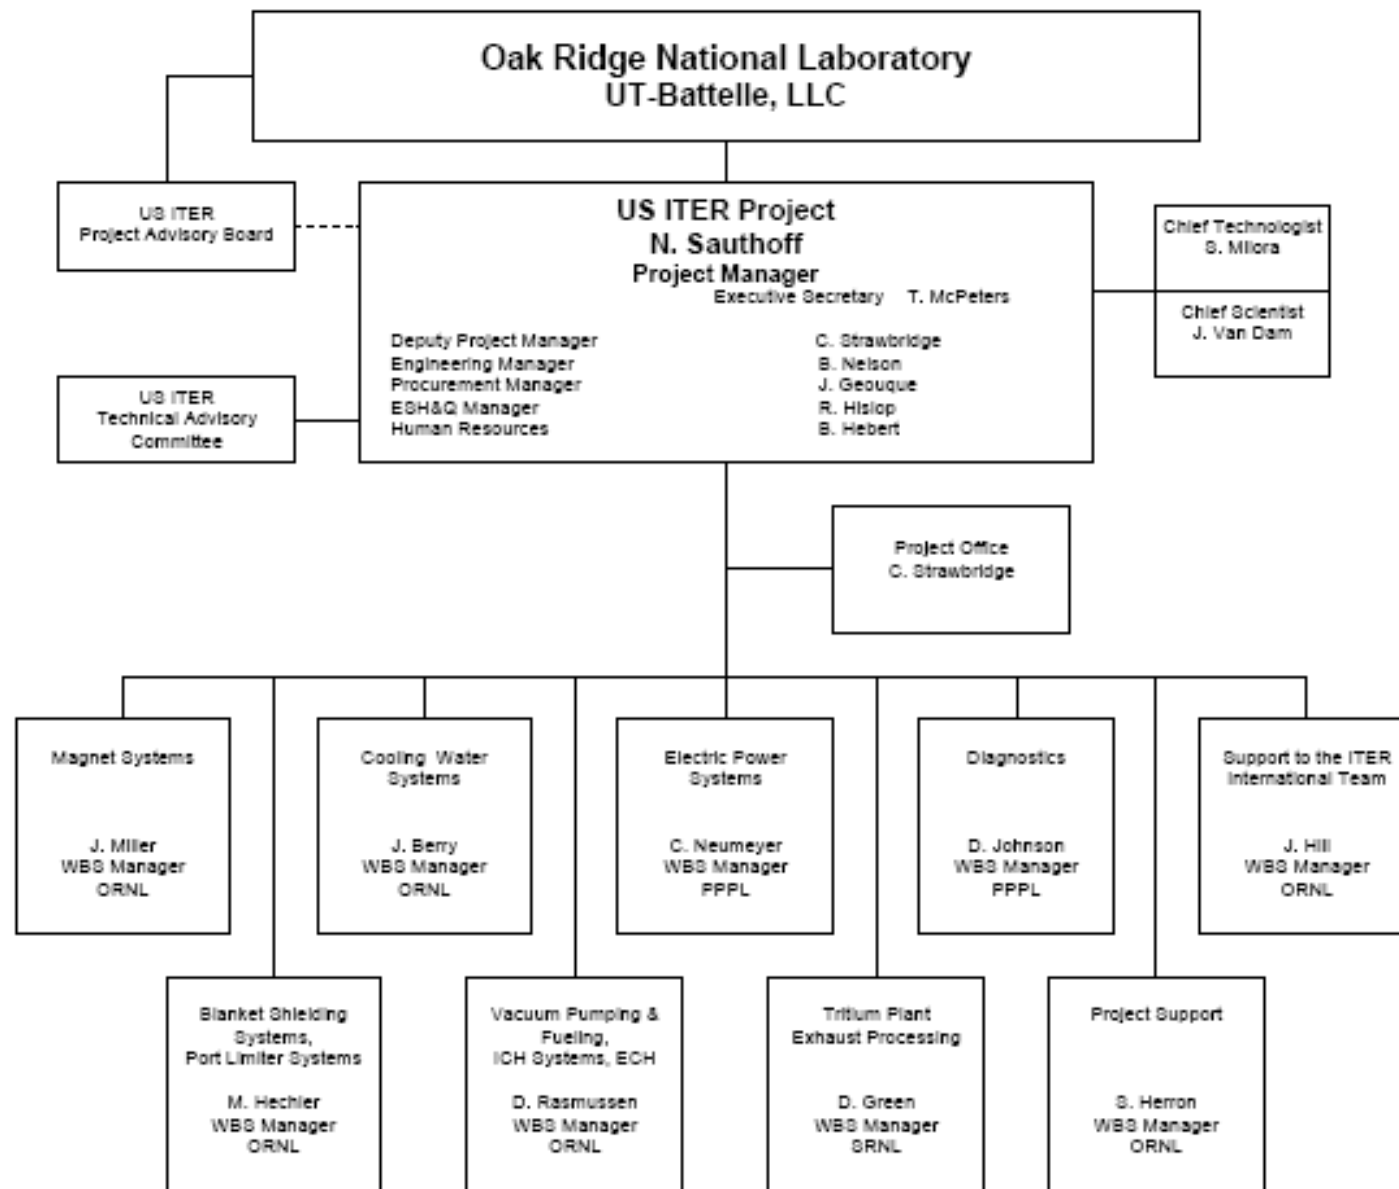 Oak Ridge National Laboratory
UT-Battelle, LLC
US ITER
Project Advisory Board
US ITER Project
N. Sauthoff
Project Manager
Executive Secretary T. McPeters
Deputy Project Manager C. Strawbridge
Engineering Manager B. Nelson
Procurement Manager J. Geouque
ESH&Q Manager R. Hislop
Human Resources B. Hebert
Chief Technologist
S. Milora
Chief Scientist
J. Van Dam
US ITER
Technical Advisory
Committee
Project Office
C. Strawbridge
Magnet Systems
J. Miller
WBS Manager
ORNL
Cooling Water
Systems
J. Berry
WBS Manager
ORNL
Electric Power
Systems
C. Neumeyer
WBS Manager
PPPL
Diagnostics
D. Johnson
WBS Manager
PPPL
Support to the ITER
International Team
J. Hill
WBS Manager
ORNL
Blanket Shielding
Systems,
Port Limiter Systems
M. Hechler
WBS Manager
ORNL
Vacuum Pumping &
Fueling,
ICH Systems, ECH
D. Rasmussen
WBS Manager
ORNL
Tritium Plant
Exhaust Processing
D. Green
WBS Manager
SRNL
Project Support
S. Herron
WBS Manager
ORNL